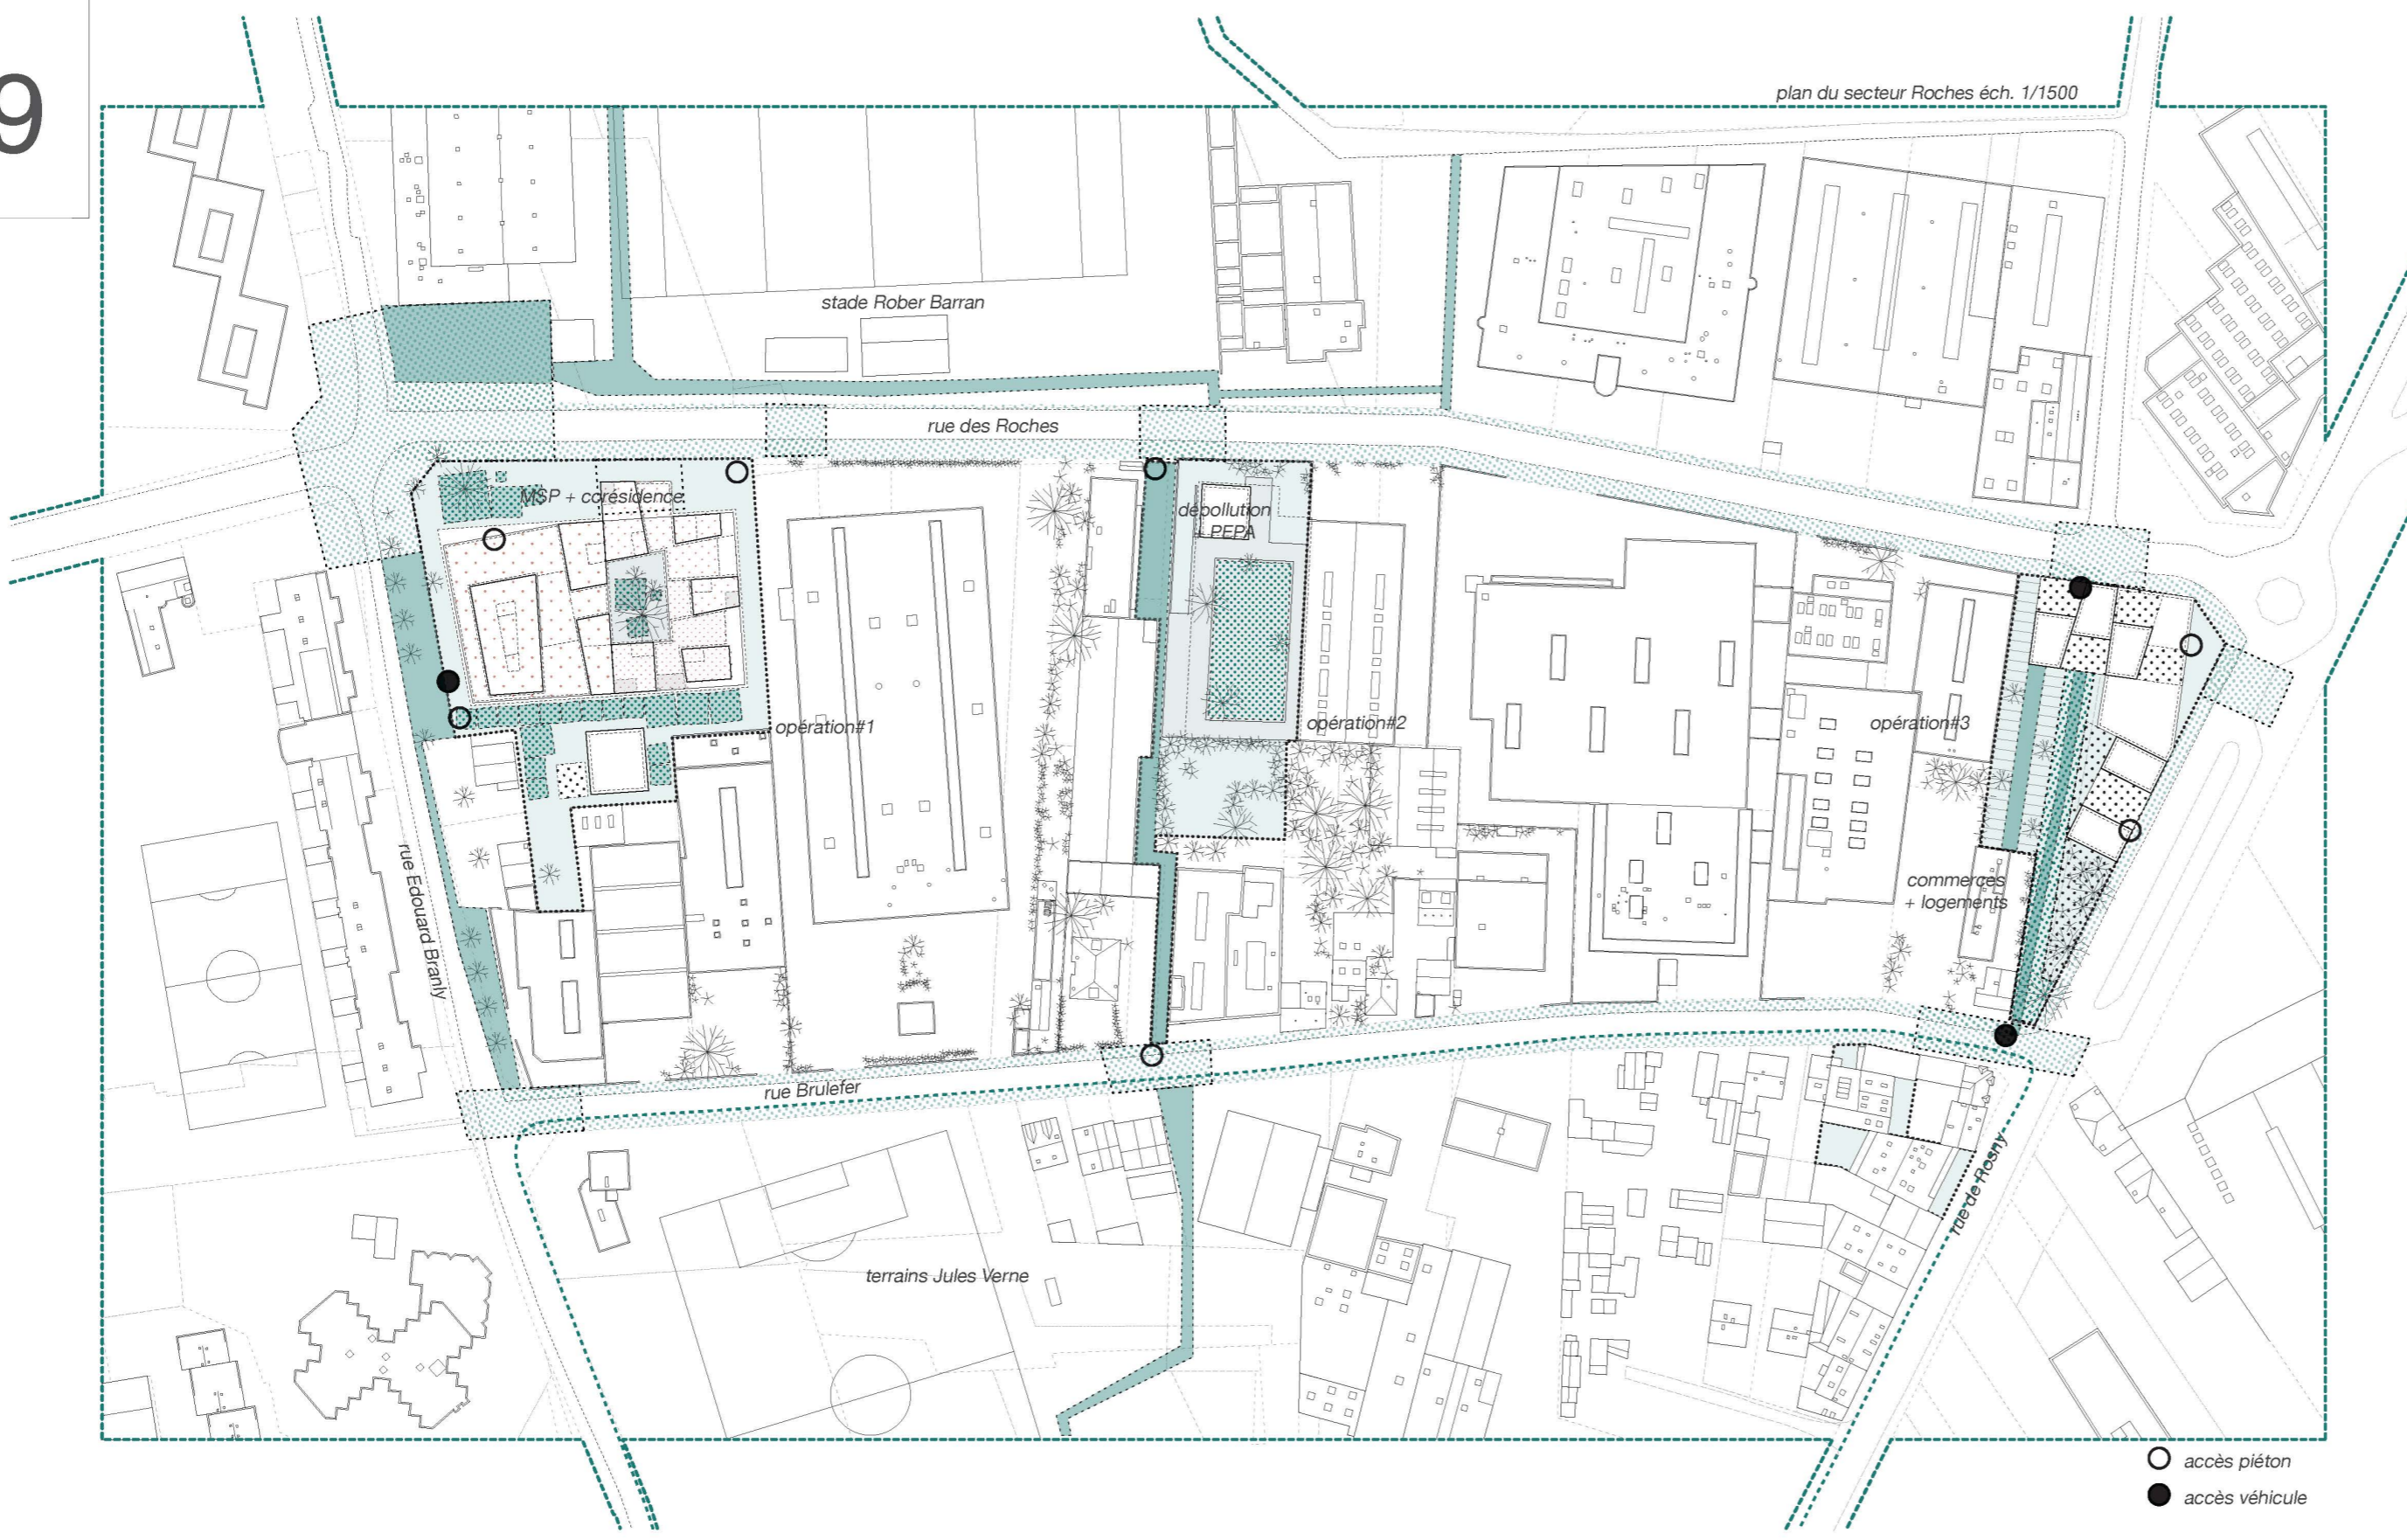 9
plan du secteur Roches éch. 1/1500
stade Rober Barran
rue des Roches
MSP + corésidence
dépollution
+ PEPA
opération#1
opération#2
opération#3
rue Edouard Branly
commerces
+ logements
rue Brulefer
rue de Rosny
terrains Jules Verne
accès piéton
accès véhicule